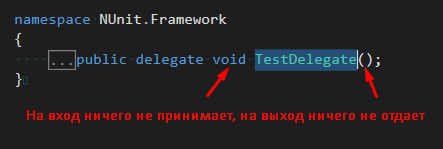 namespace NUnit.Framework
{
...public delegate void TestDelegate();
}
На вход ничего не принимает, на выход ничего не отдает